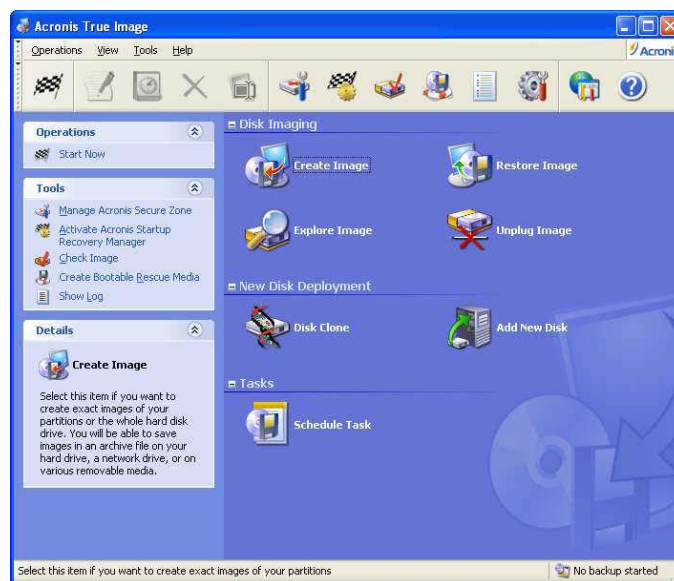 Acronis True Image
Operations View Tools Help
Acronis
Operations
Start Now
Tools
Manage Acronis Secure Zone
Activate Acronis Startup
Recovery Manager
Check Image
Create Bootable Rescue Media
Show Log
Details
Create Image
Select this item if you want to
create exact images of your
partitions or the whole hard disk
drive. You will be able to save
images in an archive file on your
hard drive, a network drive, or on
various removable media.
Disk Imaging
Create Image
Restore Image
Explore Image
Unplug Image
New Disk Deployment
Disk Clone
Add New Disk
Tasks
Schedule Task
Select this item if you want to create exact images of your partitions
No backup started